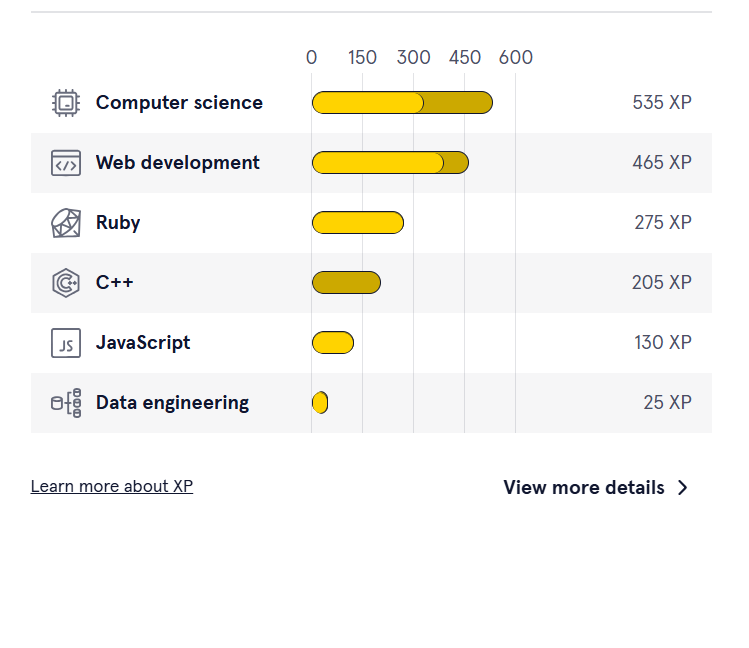 0 150 300 450 600
Computer science 535 XP
</> Web development 465 XP
Ruby 275 XP
C++ 205 XP
JS JavaScript 130 XP
Data engineering 25 XP
Learn more about XP View more details